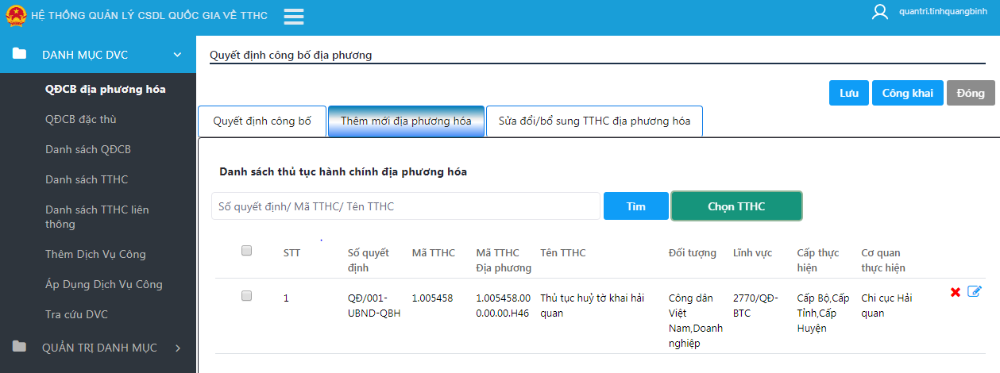 HỆ THỐNG QUẢN LÝ CSDL QUỐC GIA VỀ TTHC
quantri.tinhquangbinh
DANH MỤC DVC
QĐCB địa phương hóa
QĐCB đặc thù
Danh sách QĐCB
Danh sách TTHC
Danh sách TTHC liên
thông
Thêm Dịch Vụ Công
Áp Dụng Dịch Vụ Công
Tra cứu DVC
QUẢN TRỊ DANH MỤC
Quyết định công bố địa phương
Lưu Công khai Đóng
Quyết định công bố Thêm mới địa phương hóa Sửa đổi/bổ sung TTHC địa phương hóa
Danh sách thủ tục hành chính địa phương hóa
Số quyết định/ Mã TTHC/ Tên TTHC Tìm Chọn TTHC
STT Số quyết Mã TTHC Mã TTHC Tên TTHC Đối tượng Lĩnh vực Cấp thực Cơ quan
định Địa phương hiện thực hiện
1 QĐ/001- 1.005458 1.005458.00 Thủ tục huỷ tờ khai hải Công dân 2770/QĐ- Cấp Bộ,Cấp Chi cục Hải
UBND-QBH 0.00.00.H46 quan Việt BTC Tỉnh,Cấp quan
Nam,Doanh Huyện
nghiệp